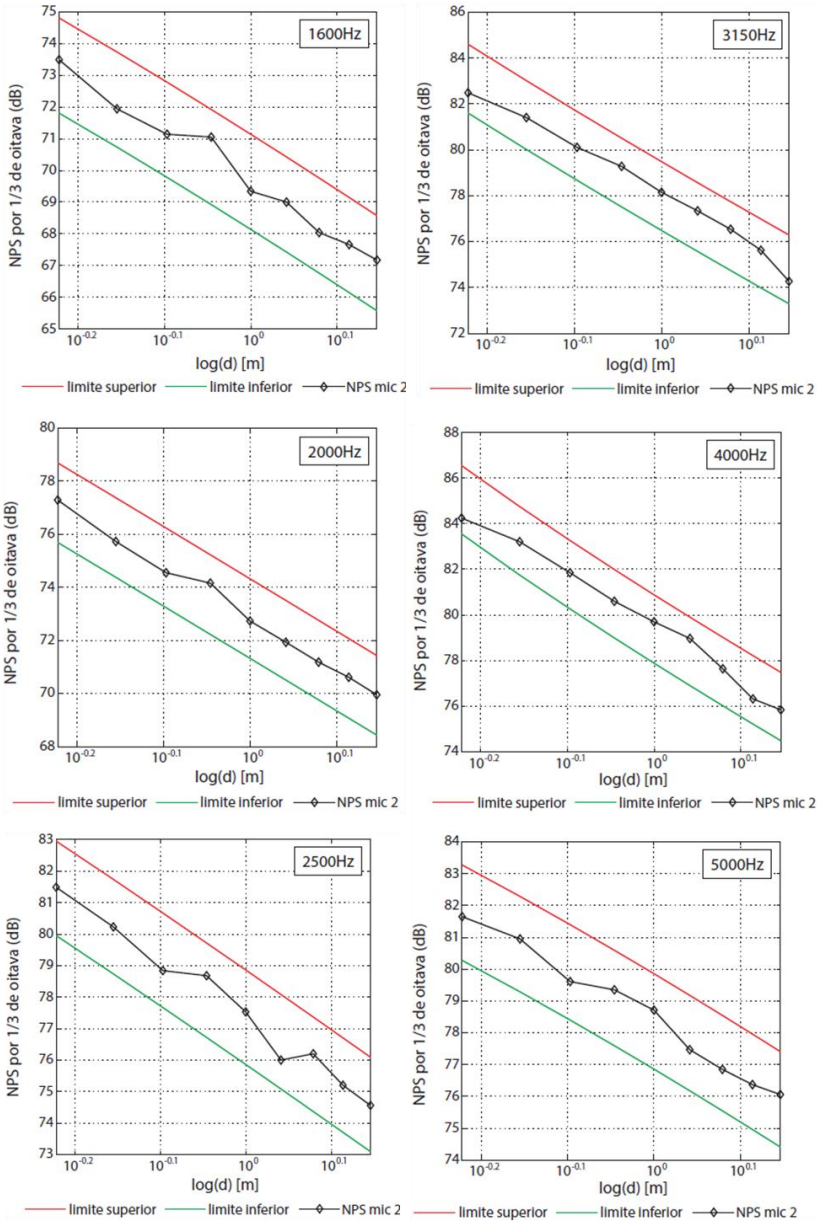 1600Hz
NPS por 1/3 de oitava (dB)
75
74
73
72
71
70
69
68
67
66
65
10^-0.2 10^-0.1 10^0 10^0.1
log(d) [m]
limite superior limite inferior NPS mic 2
3150Hz
NPS por 1/3 de oitava (dB)
86
84
82
80
78
76
74
72
10^-0.2 10^-0.1 10^0 10^0.1
log(d) [m]
limite superior limite inferior NPS mic 2
2000Hz
NPS por 1/3 de oitava (dB)
80
78
76
74
72
70
68
10^-0.2 10^-0.1 10^0 10^0.1
log(d) [m]
limite superior limite inferior NPS mic 2
4000Hz
NPS por 1/3 de oitava (dB)
88
86
84
82
80
78
76
74
10^-0.2 10^-0.1 10^0 10^0.1
log(d) [m]
limite superior limite inferior NPS mic 2
2500Hz
NPS por 1/3 de oitava (dB)
83
82
81
80
79
78
77
76
75
74
73
10^-0.2 10^-0.1 10^0 10^0.1
log(d) [m]
limite superior limite inferior NPS mic 2
5000Hz
NPS por 1/3 de oitava (dB)
84
83
82
81
80
79
78
77
76
75
74
10^-0.2 10^-0.1 10^0 10^0.1
log(d) [m]
limite superior limite inferior NPS mic 2